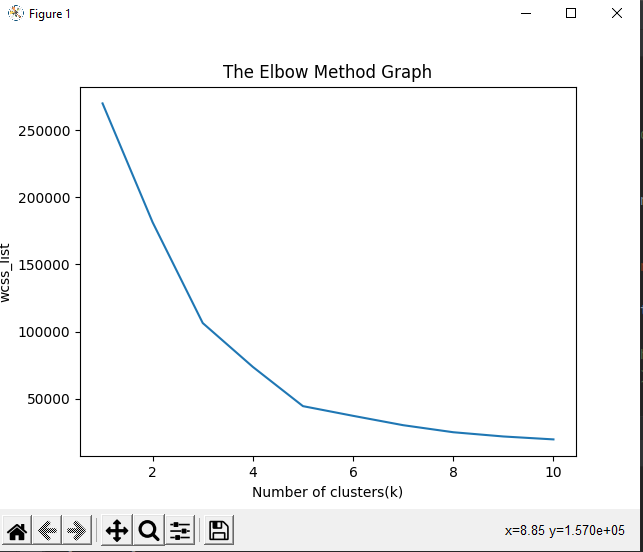 Figure 1
The Elbow Method Graph
250000
200000
150000
100000
50000
wcss_list
2 4 6 8 10
Number of clusters(k)
x=8.85 y=1.570e+05